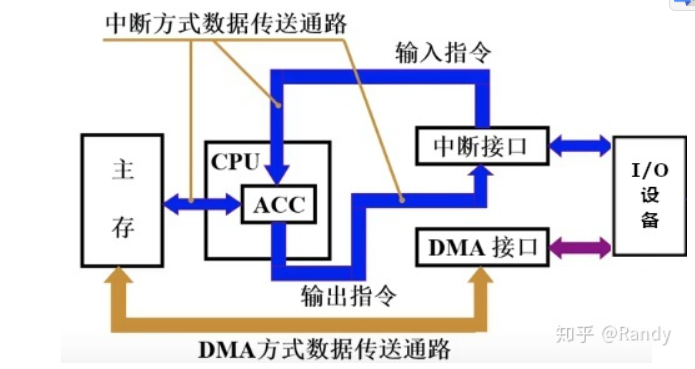 中断方式数据传送通路
输入指令
主
存
CPU
ACC
中断接口
I/O
设
备
DMA 接口
输出指令
DMA方式数据传送通路
知乎 @Randy